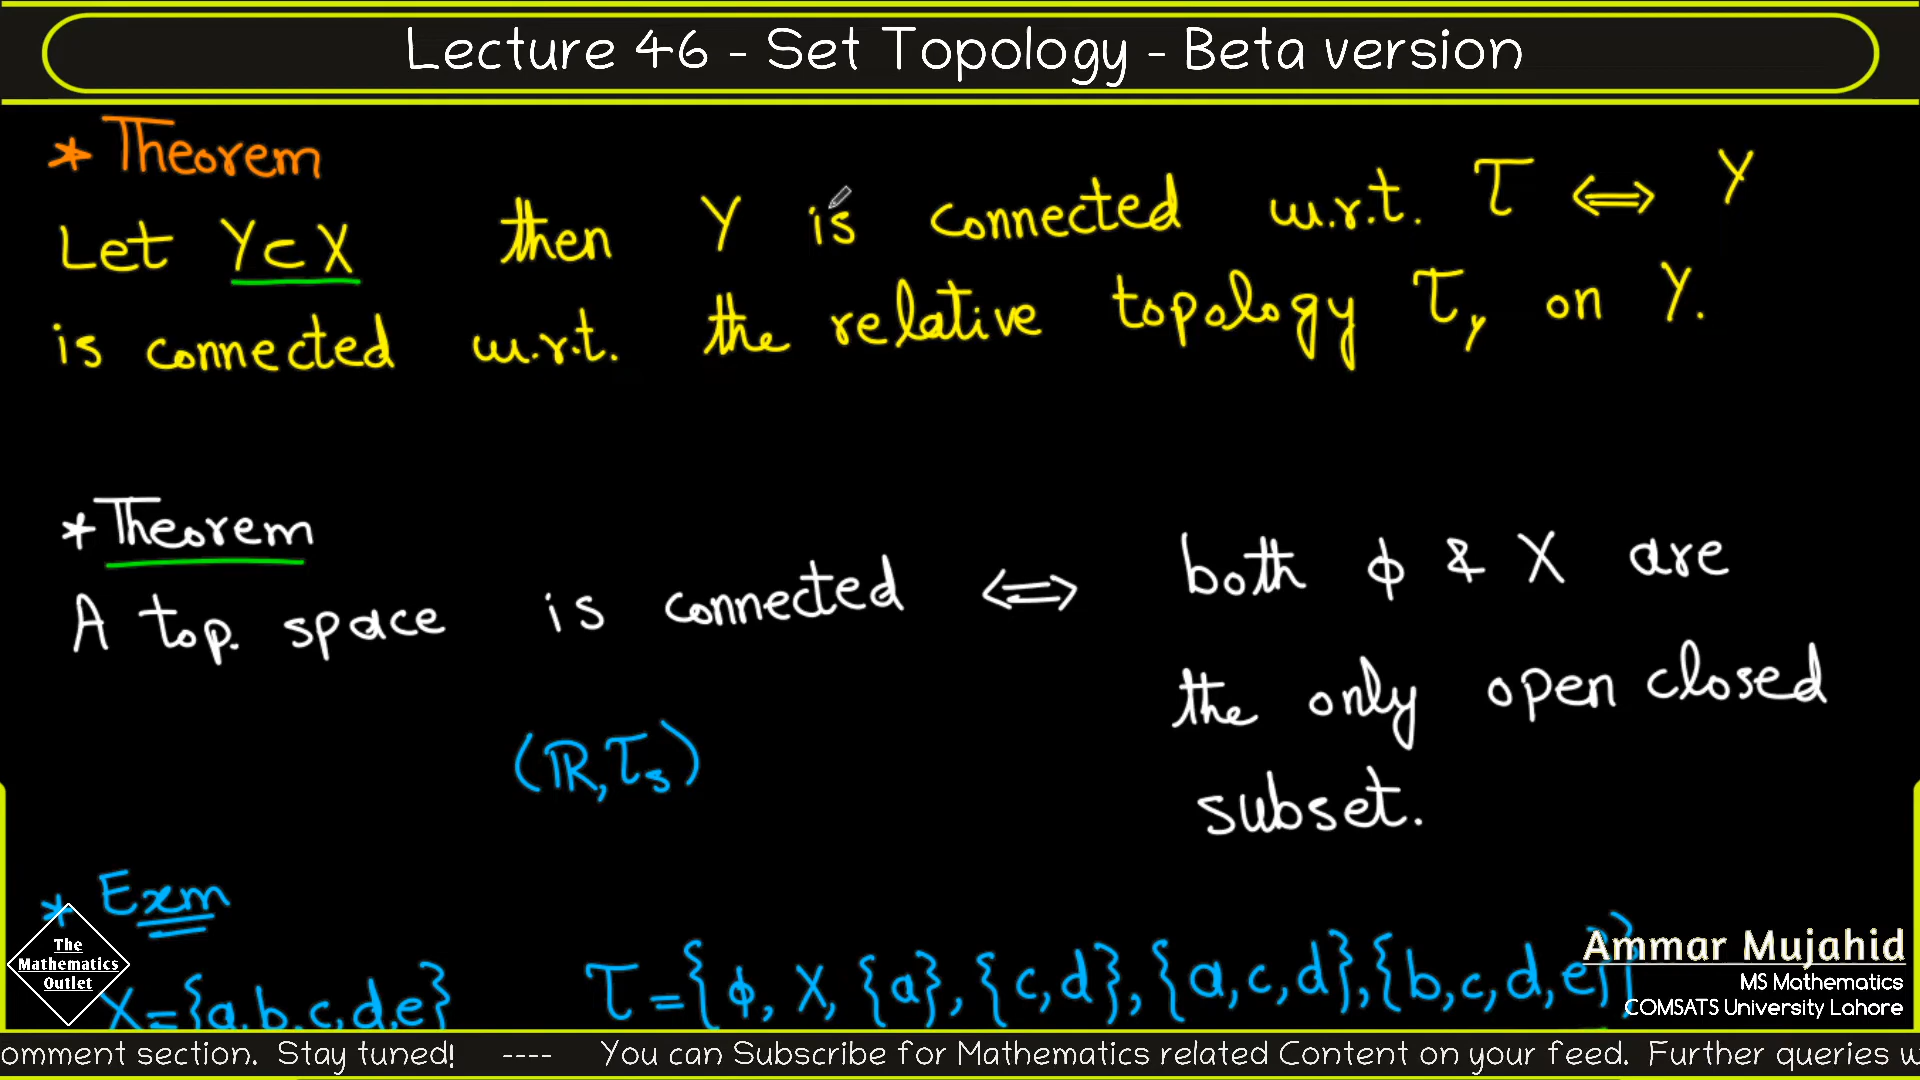 Lecture 46 - Set Topology - Beta version
* Theorem
Let Y⊂X then Y is connected w.r.t. τ ⟺ Y
is connected w.r.t. the relative topology τ_Y on Y.
* Theorem
A top. space is connected ⟺ both ϕ & X are
the only open closed
subset.
(ℝ, τ_s)
* Exm
X={a,b,c,d,e} τ={ϕ, X, {a}, {c,d}, {a,c,d}, {b,c,d,e}}
The
Mathematics
Outlet
Ammar Mujahid
MS Mathematics
COMSATS University Lahore
omment section. Stay tuned! ---- You can Subscribe for Mathematics related Content on your feed. Further queries w